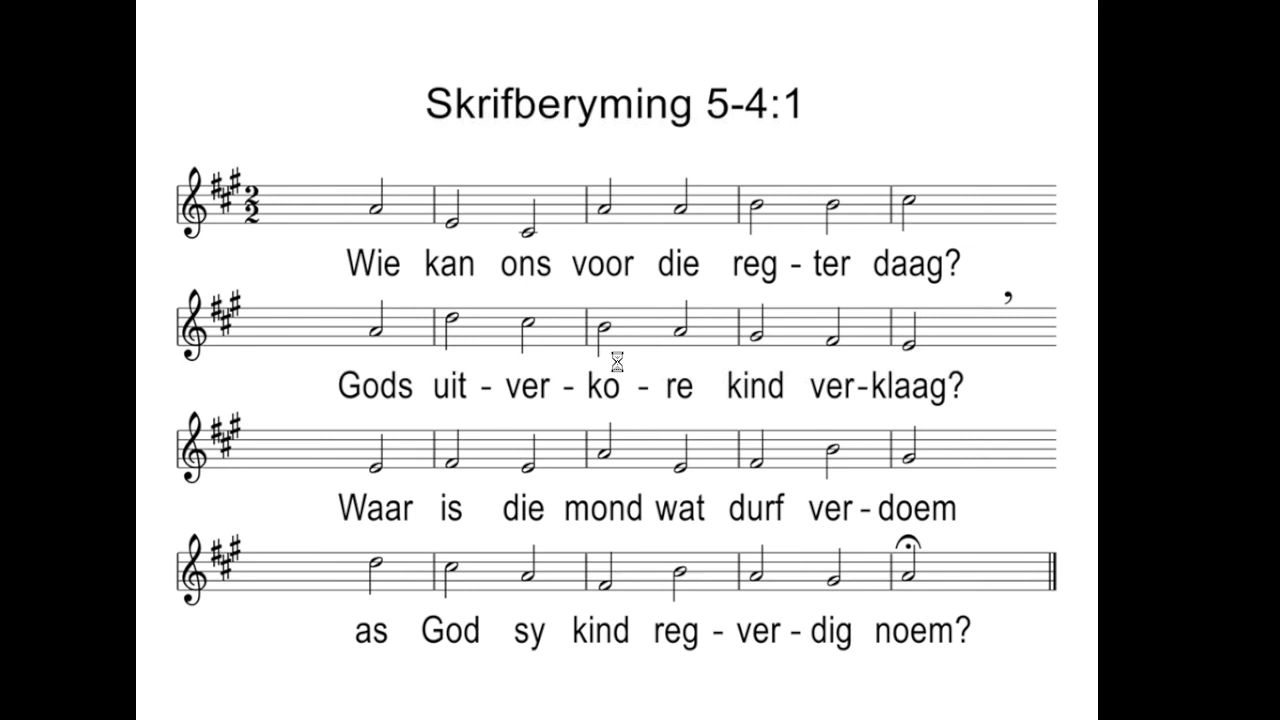 Skrifberyming 5-4:1
Wie kan ons voor die reg - ter daag?
Gods uit - ver - ko - re kind ver - klaag?
Waar is die mond wat durf ver - doem
as God sy kind reg - ver - dig noem?